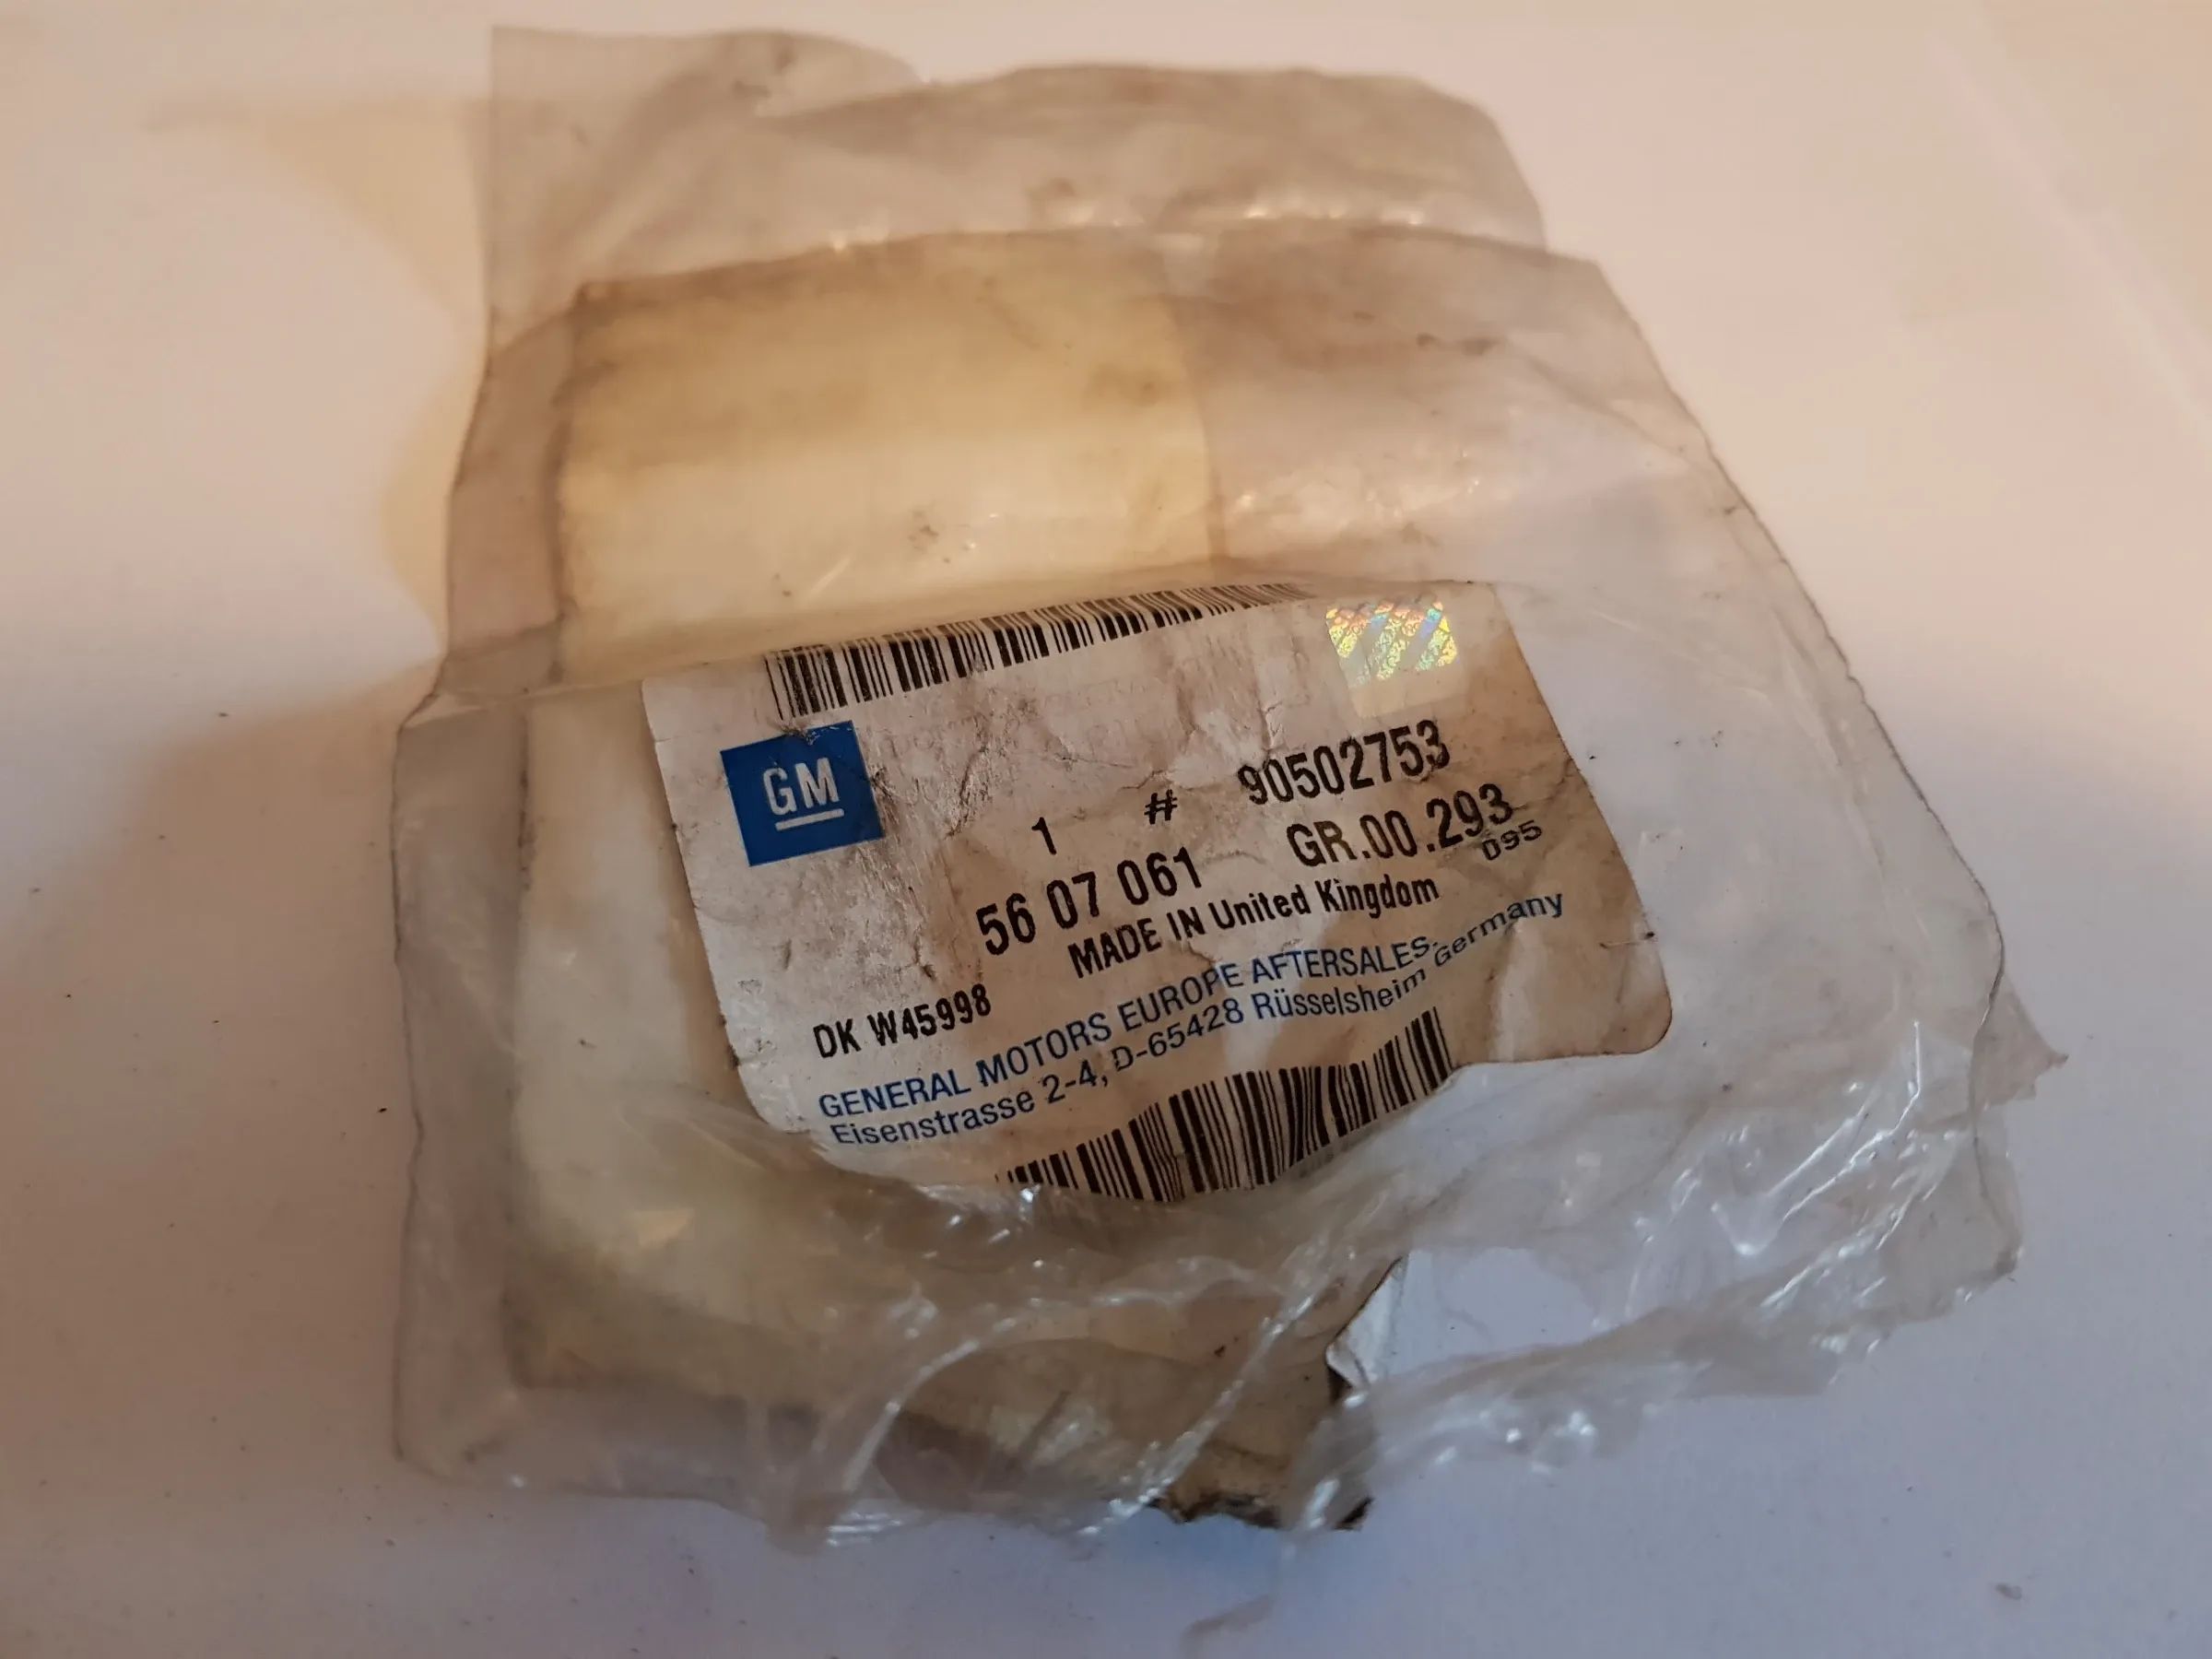 GM
1 # 90502753
56 07 061 GR.00.293
D95
MADE IN United Kingdom
DK W45998
GENERAL MOTORS EUROPE AFTERSALES.
Eisenstrasse 2-4, D-65428 Rüsselsheim Germany